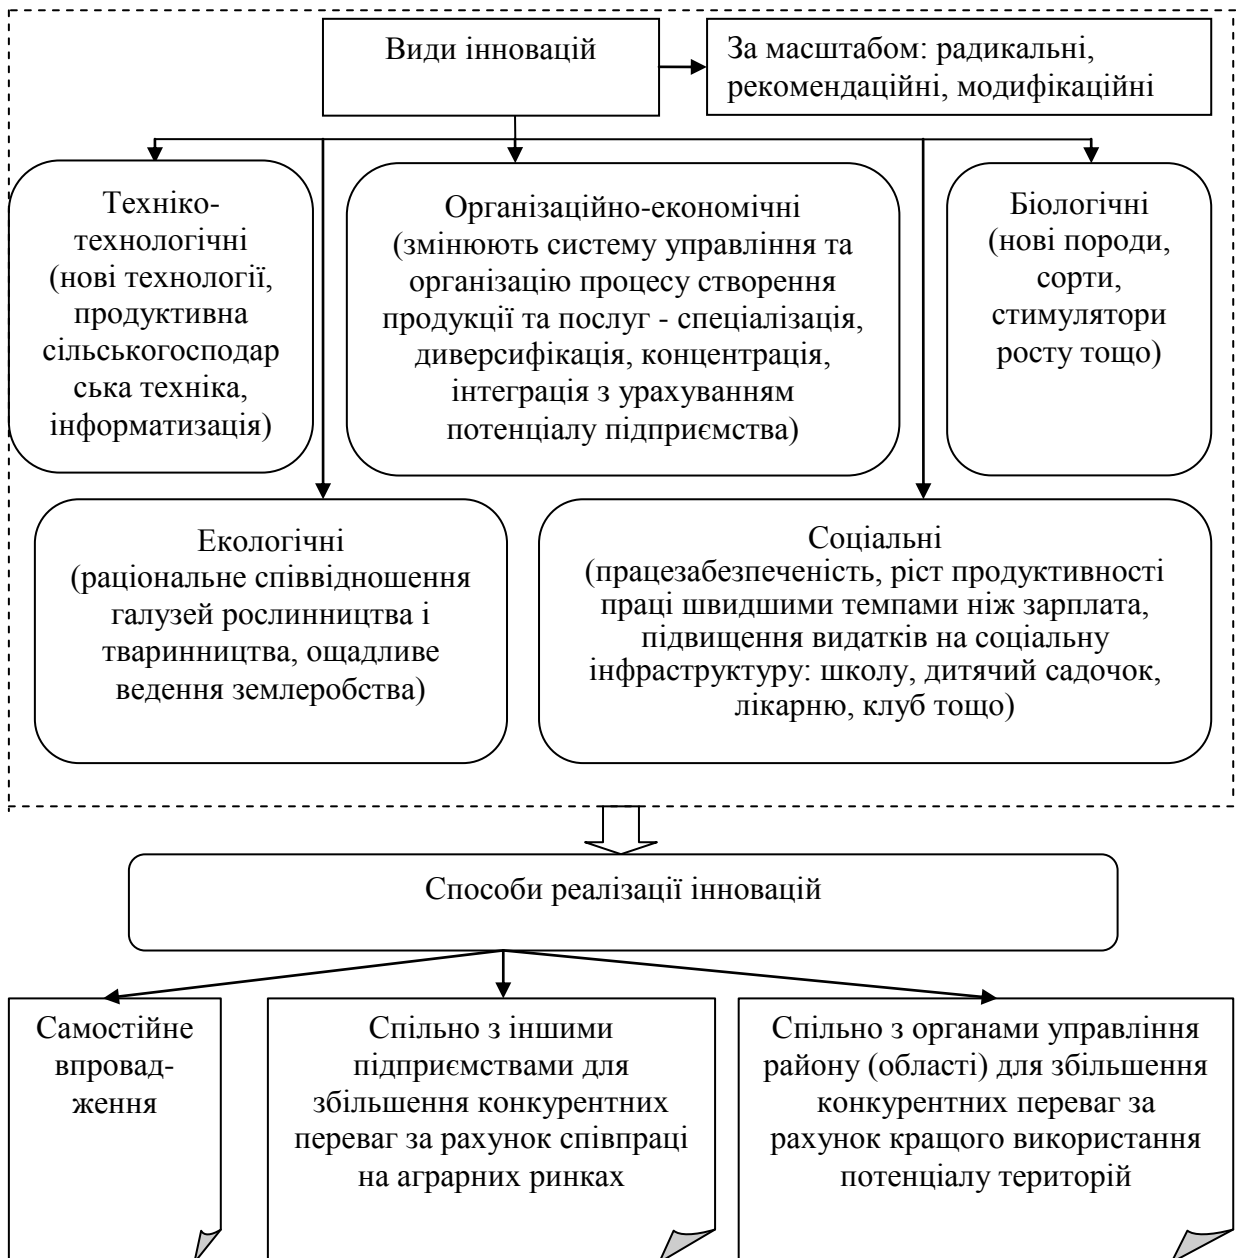 Види інновацій
За масштабом: радикальні,
рекомендаційні, модифікаційні
Техніко-
технологічні
(нові технології,
продуктивна
сільськогосподар
ська техніка,
інформатизація)
Організаційно-економічні
(змінюють систему управління та
організацію процесу створення
продукції та послуг - спеціалізація,
диверсифікація, концентрація,
інтеграція з урахуванням
потенціалу підприємства)
Біологічні
(нові породи,
сорти,
стимулятори
росту тощо)
Екологічні
(раціональне співвідношення
галузей рослинництва і
тваринництва, ощадливе
ведення землеробства)
Соціальні
(працезабезпеченість, ріст продуктивності
праці швидшими темпами ніж зарплата,
підвищення видатків на соціальну
інфраструктуру: школу, дитячий садочок,
лікарню, клуб тощо)
Способи реалізації інновацій
Самостійне
впровад-
ження
Спільно з іншими
підприємствами для
збільшення конкурентних
переваг за рахунок співпраці
на аграрних ринках
Спільно з органами управління
району (області) для збільшення
конкурентних переваг за
рахунок кращого використання
потенціалу територій